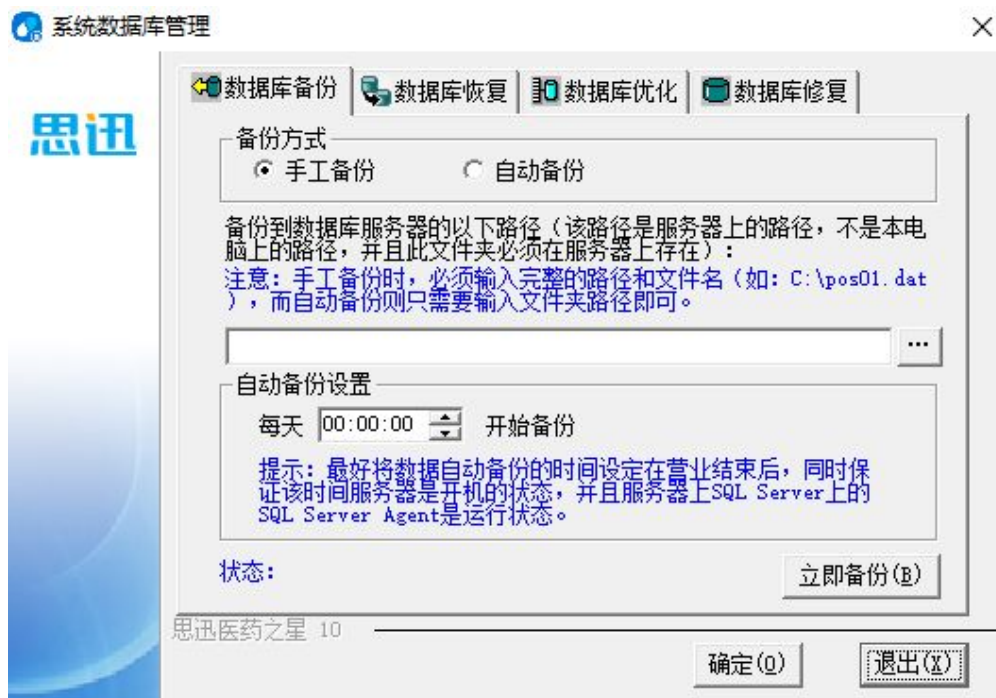 系统数据库管理
思迅
数据库备份 数据库恢复 数据库优化 数据库修复
备份方式
手工备份 自动备份
备份到数据库服务器的以下路径（该路径是服务器上的路径，不是本电
脑上的路径，并且此文件夹必须在服务器上存在）：
注意：手工备份时，必须输入完整的路径和文件名（如：C:\pos01.dat
），而自动备份则只需要输入文件夹路径即可。
...
自动备份设置
每天 00:00:00 开始备份
提示：最好将数据自动备份的时间设定在营业结束后，同时保
证该时间服务器是开机的状态，并且服务器上SQL Server上的
SQL Server Agent是运行状态。
状态：
立即备份(B)
思迅医药之星 10
确定(O) 退出(X)